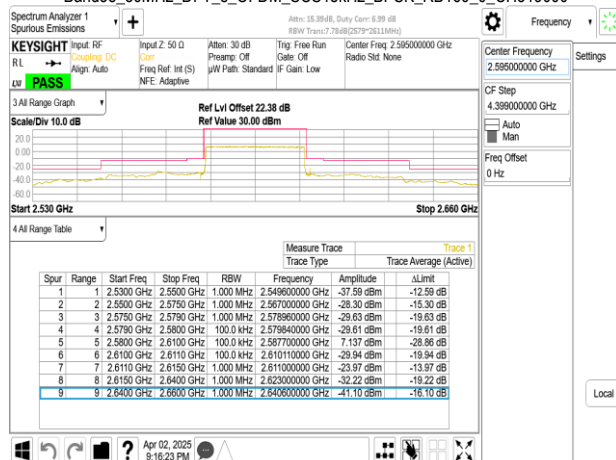 Spectrum Analyzer 1
Spurious Emissions
Attn: 15.39dB, Duty Corr: 6.99 dB
RBW Trans:7.78dB(2579~2611MHz)
Frequency
KEYSIGHT
Input: RF
Coupling: DC
Align: Auto
Input Z: 50 Ω
Corr
Freq Ref: Int (S)
NFE: Adaptive
Atten: 30 dB
Preamp: Off
µW Path: Standard
Trig: Free Run
Gate: Off
IF Gain: Low
Center Freq: 2.595000000 GHz
Radio Std: None
RL
LXI
PASS
Center Frequency
2.595000000 GHz
Settings
CF Step
4.399000000 GHz
Auto
Man
Freq Offset
0 Hz
3 All Range Graph
Scale/Div 10.0 dB
Ref Lvl Offset 22.38 dB
Ref Value 30.00 dBm
20.0
0.00
-20.0
-40.0
-60.0
Start 2.530 GHz
Stop 2.660 GHz
4 All Range Table
Measure Trace Trace 1
Trace Type Trace Average (Active)
Spur Range Start Freq Stop Freq RBW Frequency Amplitude ΔLimit
1 1 2.5300 GHz 2.5500 GHz 1.000 MHz 2.549600000 GHz -37.59 dBm -12.59 dB
2 2 2.5500 GHz 2.5750 GHz 1.000 MHz 2.567000000 GHz -28.30 dBm -15.30 dB
3 3 2.5750 GHz 2.5790 GHz 1.000 MHz 2.578960000 GHz -29.63 dBm -19.63 dB
4 4 2.5790 GHz 2.5800 GHz 100.0 kHz 2.579840000 GHz -29.61 dBm -19.61 dB
5 5 2.5800 GHz 2.6100 GHz 100.0 kHz 2.587700000 GHz 7.137 dBm -28.86 dB
6 6 2.6100 GHz 2.6110 GHz 100.0 kHz 2.610110000 GHz -29.94 dBm -19.94 dB
7 7 2.6110 GHz 2.6150 GHz 1.000 MHz 2.611000000 GHz -23.97 dBm -13.97 dB
8 8 2.6150 GHz 2.6400 GHz 1.000 MHz 2.623000000 GHz -32.22 dBm -19.22 dB
9 9 2.6400 GHz 2.6600 GHz 1.000 MHz 2.640600000 GHz -41.10 dBm -16.10 dB
Local
?
Apr 02, 2025
9:16:23 PM